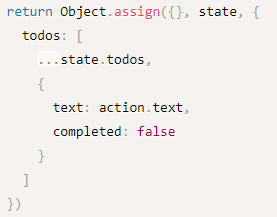 return Object.assign({}, state, {
  todos: [
    ...state.todos,
    {
      text: action.text,
      completed: false
    }
  ]
})